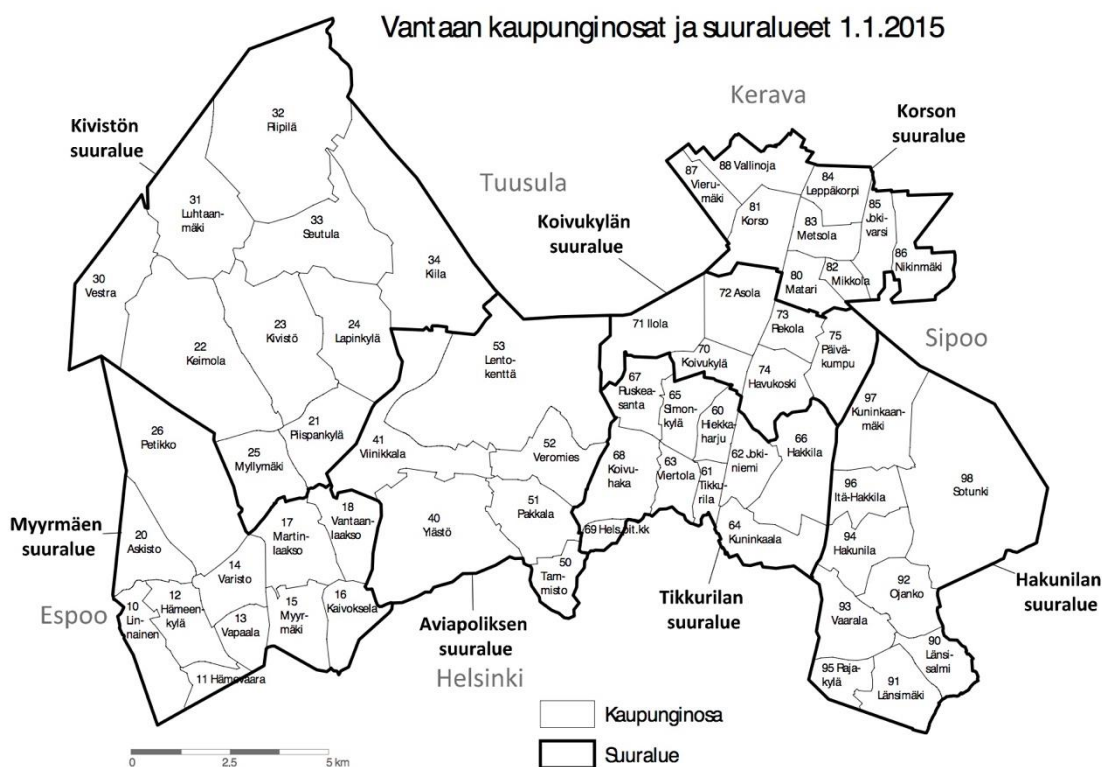 Vantaan kaupunginosat ja suuralueet 1.1.2015
Kerava
Korson
suuralue
Kivistön
suuralue
Tuusula
Koivukylän
suuralue
Sipoo
Myyrmäen
suuralue
Espoo
Aviapoliksen
suuralue
Helsinki
Tikkurilan
suuralue
Hakunilan
suuralue
32
Riipilä
31
Luhtaan-
mäki
33
Seutula
34
Kiila
30
Vestra
22
Keimola
23
Kivistö
24
Lapinkylä
21
Piispankylä
25
Myllymäki
26
Petikko
20
Askisto
17
Martin-
laakso
18
Vantaan-
laakso
14
Varisto
10
Lin-
nainen
12
Hämeen-
kylä
13
Vapaala
15
Myyr-
mäki
16
Kaivoksela
11 Hämevaara
53
Lento-
kenttä
41
Viinikkala
52
Veromies
40
Ylästö
51
Pakkala
50
Tam-
misto
88 Vallinoja
87
Vieru-
mäki
84
Leppäkorpi
81
Korso
83
Metsola
85
Joki-
varsi
86
Nikinmäki
82
Mikkola
80
Matari
72 Asola
71 Ilola
73
Rekola
75
Päivä-
kumpu
70
Koivukylä
74
Havukoski
67
Ruskea-
santa
65
Simon-
kylä
60
Hiekka-
harju
62 Joki-
niemi
66
Hakkila
68
Koivu-
haka
63
Viertola
61
Tikku-
rila
69 Hels.pit.kk
64
Kuninkaala
97
Kuninkaan-
mäki
98
Sotunki
96
Itä-Hakkila
94
Hakunila
92
Ojanko
93
Vaarala
90
Länsi-
salmi
95 Raja-
kylä
91
Länsimäki
Kaupunginosa
Suuralue
0 2,5 5 km